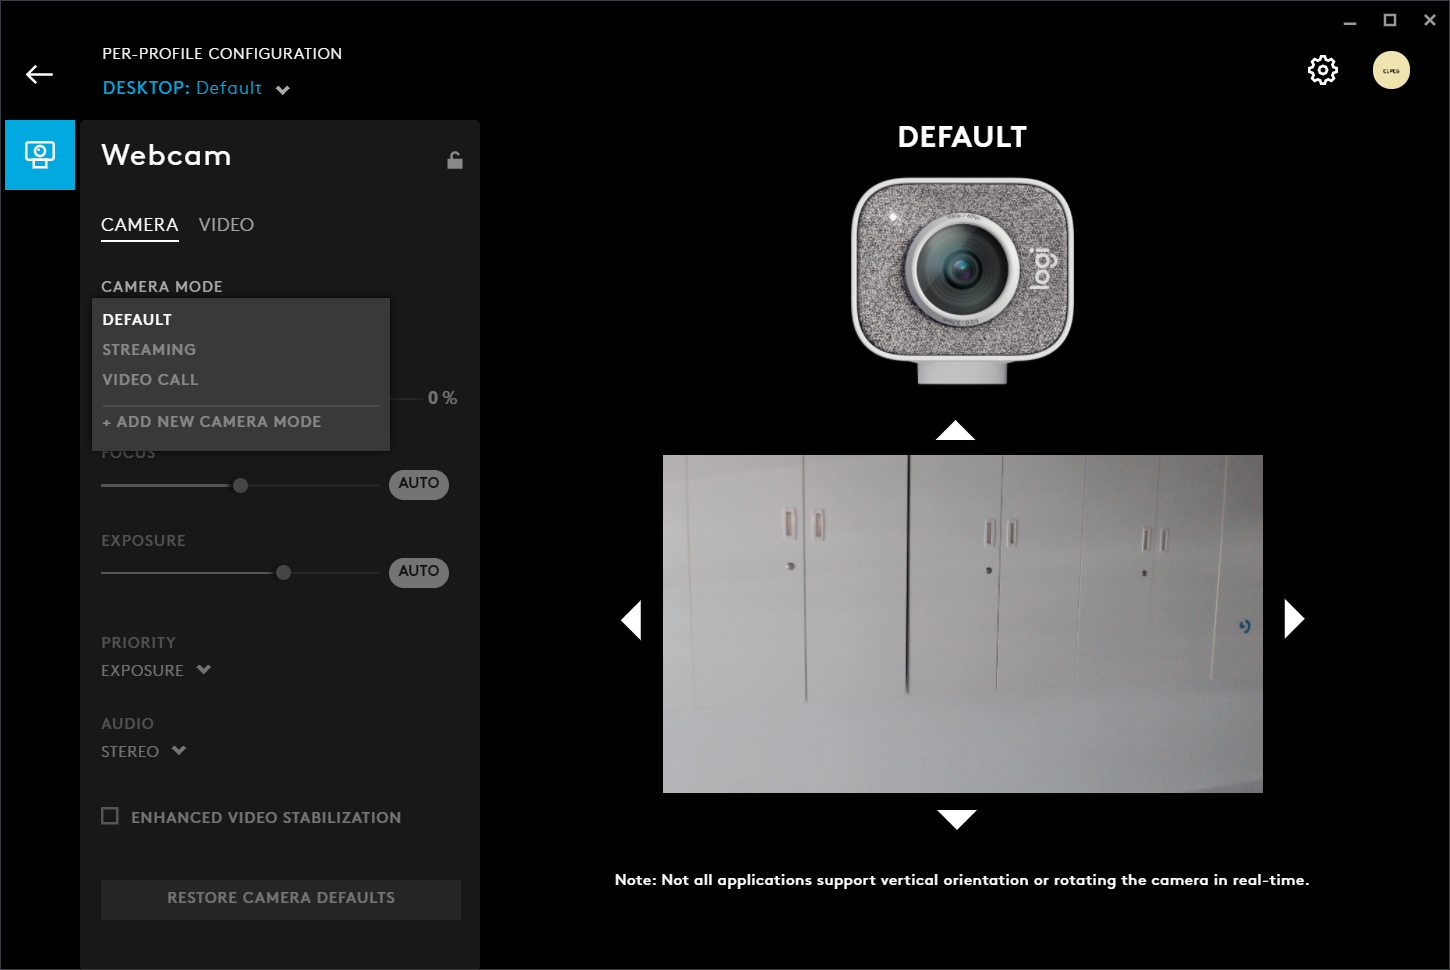 PER-PROFILE CONFIGURATION
DESKTOP: Default
Webcam
CAMERA VIDEO
CAMERA MODE
DEFAULT
STREAMING
VIDEO CALL
+ ADD NEW CAMERA MODE
0 %
FOCUS
AUTO
EXPOSURE
AUTO
PRIORITY
EXPOSURE
AUDIO
STEREO
ENHANCED VIDEO STABILIZATION
RESTORE CAMERA DEFAULTS
DEFAULT
logi
Note: Not all applications support vertical orientation or rotating the camera in real-time.